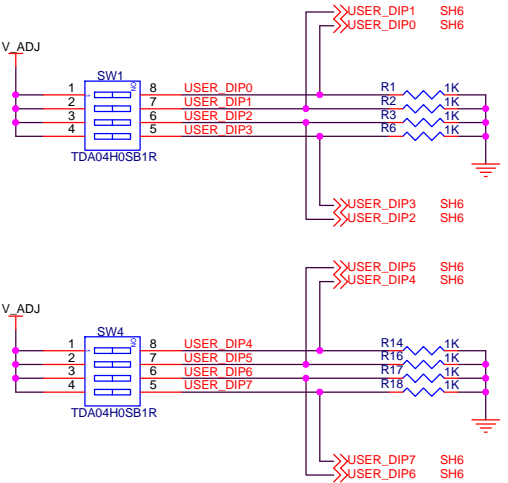 USER_DIP1 SH6
USER_DIP0 SH6
V_ADJ
SW1
ON
1 8 USER_DIP0 R1 1K
2 7 USER_DIP1 R2 1K
3 6 USER_DIP2 R3 1K
4 5 USER_DIP3 R6 1K
TDA04H0SB1R
USER_DIP3 SH6
USER_DIP2 SH6
USER_DIP5 SH6
USER_DIP4 SH6
V_ADJ
SW4
ON
1 8 USER_DIP4 R14 1K
2 7 USER_DIP5 R16 1K
3 6 USER_DIP6 R17 1K
4 5 USER_DIP7 R18 1K
TDA04H0SB1R
USER_DIP7 SH6
USER_DIP6 SH6